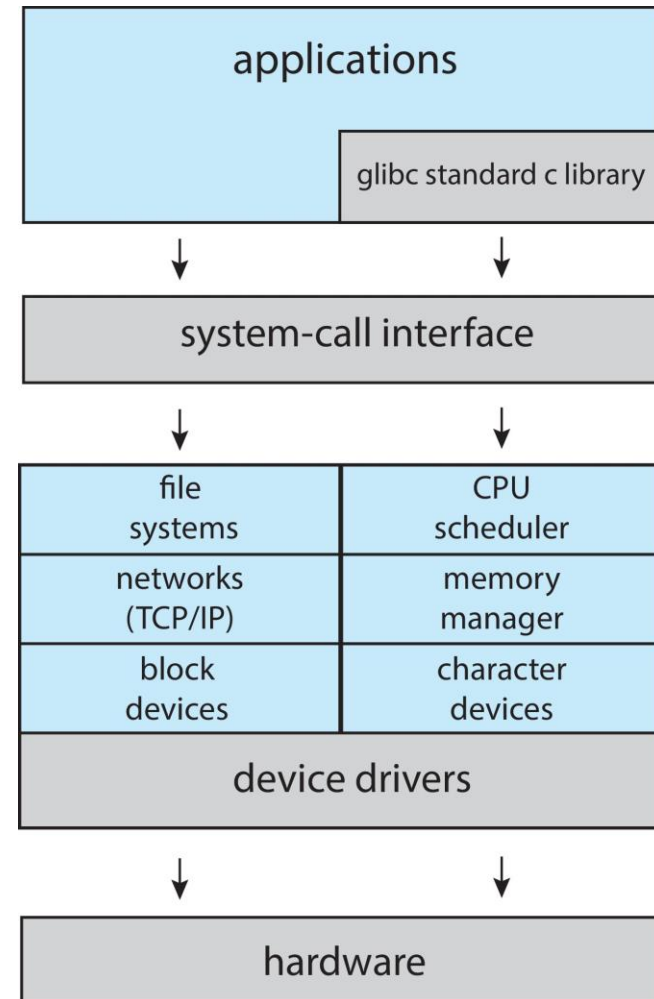 applications
glibc standard c library
system-call interface
file
systems
CPU
scheduler
networks
(TCP/IP)
memory
manager
block
devices
character
devices
device drivers
hardware